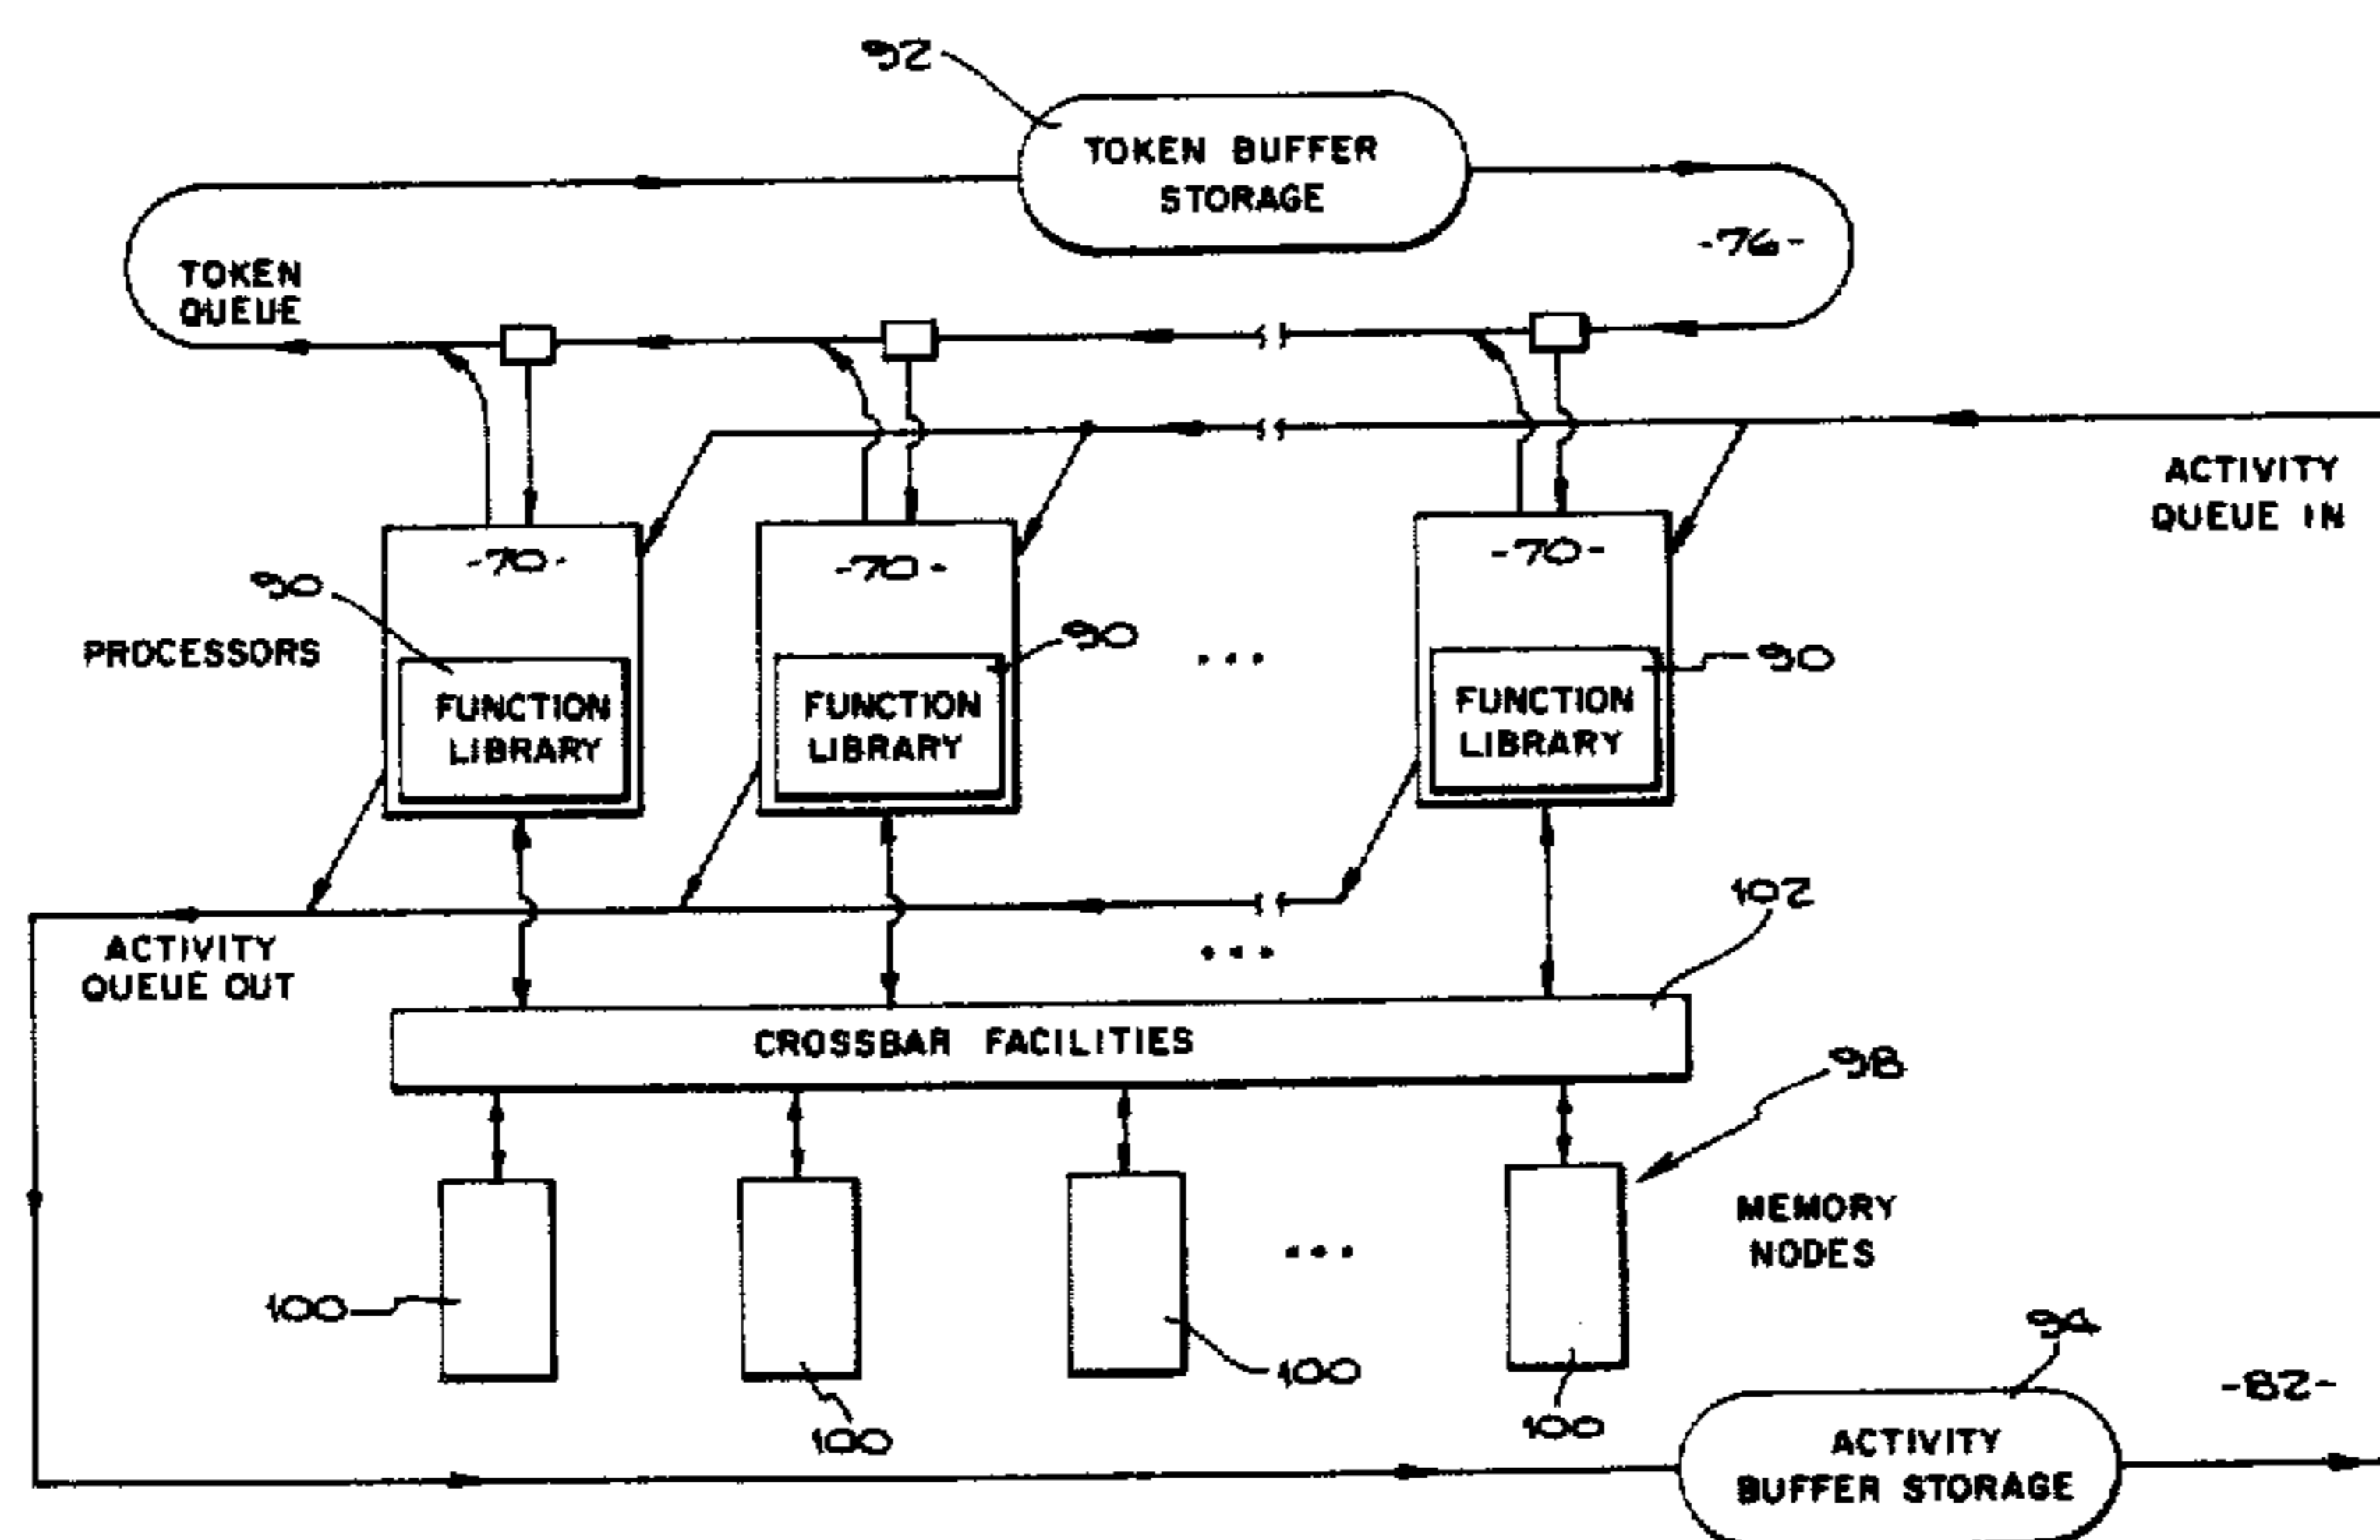 92
TOKEN BUFFER
STORAGE
-76-
TOKEN
QUEUE
ACTIVITY
QUEUE IN
-70-
-70-
-70-
90
90
90
PROCESSORS
FUNCTION
LIBRARY
FUNCTION
LIBRARY
...
FUNCTION
LIBRARY
102
ACTIVITY
QUEUE OUT
...
CROSSBAR FACILITIES
98
MEMORY
NODES
...
100
100
100
100
94
-82-
ACTIVITY
BUFFER STORAGE